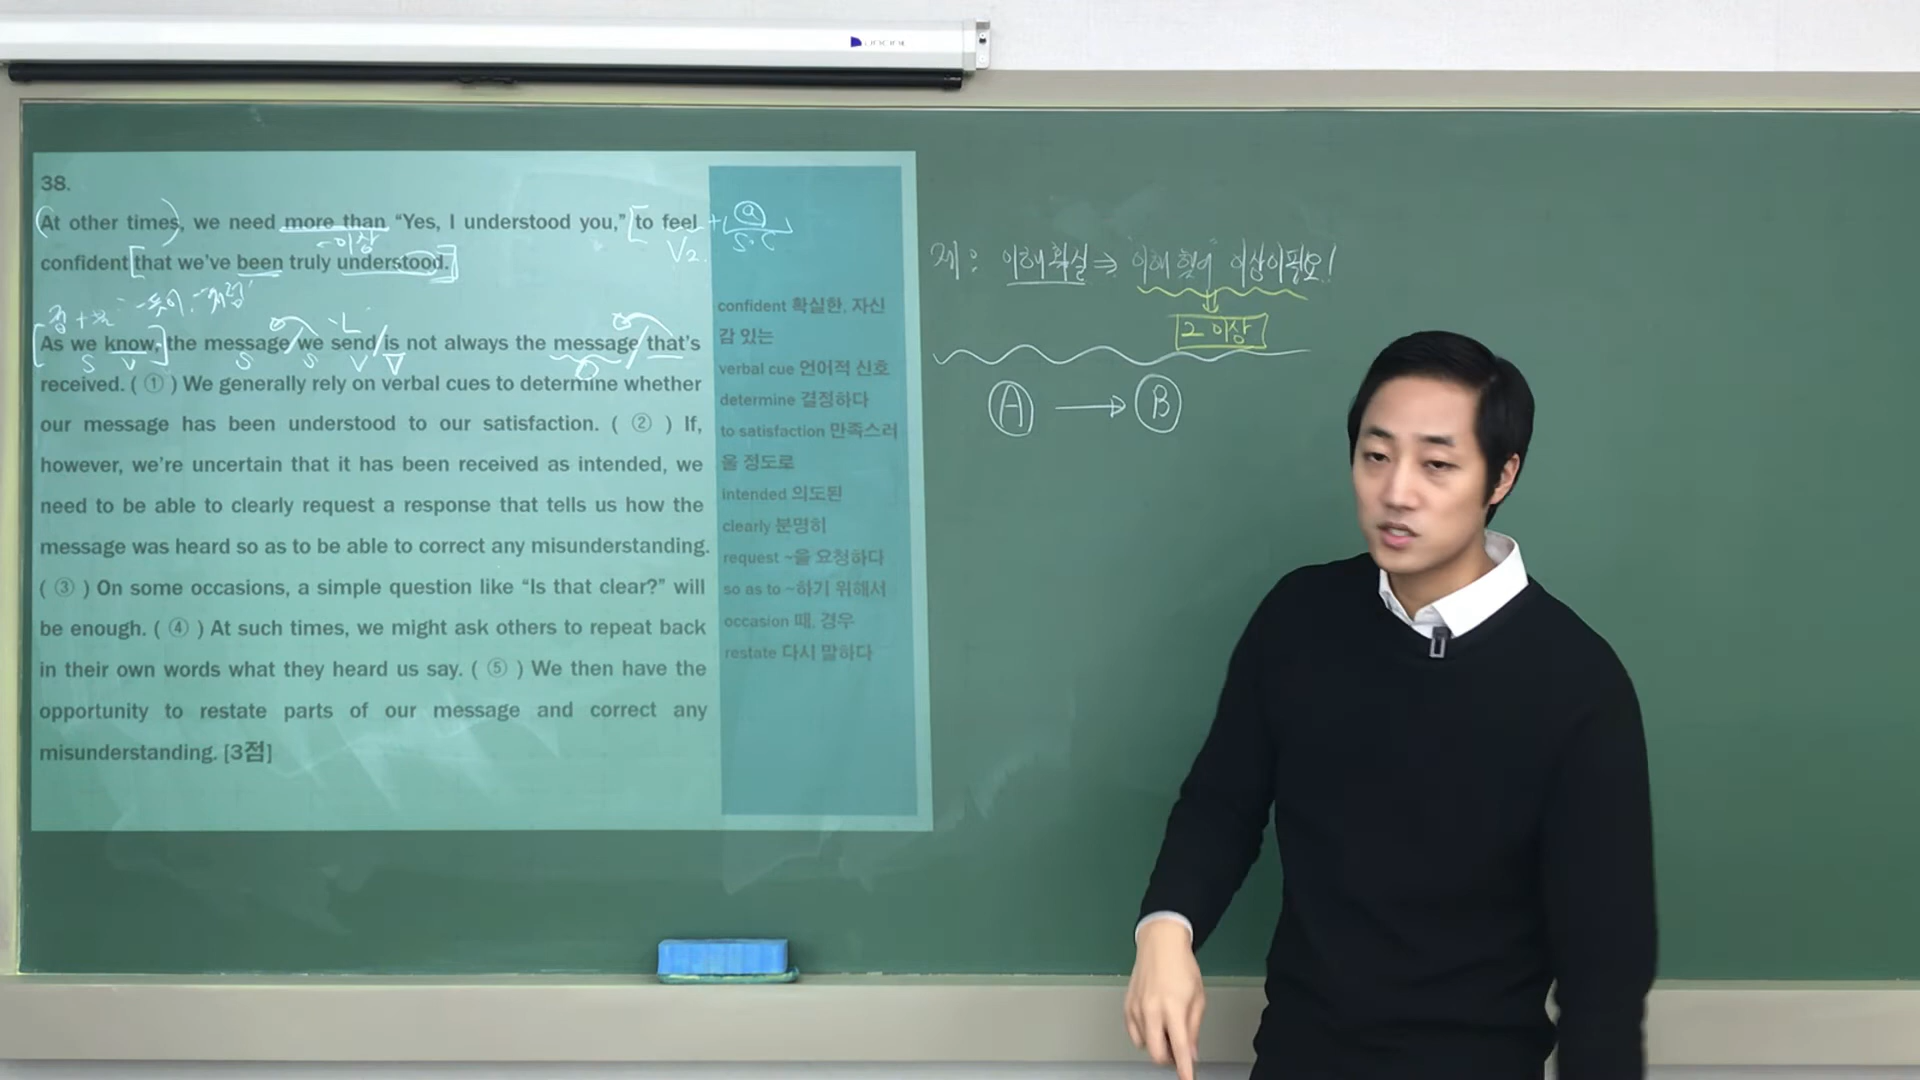 38.
At other times, we need more than “Yes, I understood you,” to feel
confident that we’ve been truly understood.
As we know, the message we send is not always the message that’s
received. ( ① ) We generally rely on verbal cues to determine whether
our message has been understood to our satisfaction. ( ② ) If,
however, we’re uncertain that it has been received as intended, we
need to be able to clearly request a response that tells us how the
message was heard so as to be able to correct any misunderstanding.
( ③ ) On some occasions, a simple question like “Is that clear?” will
be enough. ( ④ ) At such times, we might ask others to repeat back
in their own words what they heard us say. ( ⑤ ) We then have the
opportunity to restate parts of our message and correct any
misunderstanding. [3점]
confident 확실한, 자신
감 있는
verbal cue 언어적 신호
determine 결정하다
to satisfaction 만족스러
울 정도로
intended 의도된
clearly 분명히
request ~을 요청하다
so as to ~하기 위해서
occasion 때, 경우
restate 다시 말하다
+ ⓐ
S.C
V2.
~이상
S V S S V V
제: 이해 확실 ⇒ "이해 했어" 이상이 필요!
2 이상
Ⓐ → Ⓑ